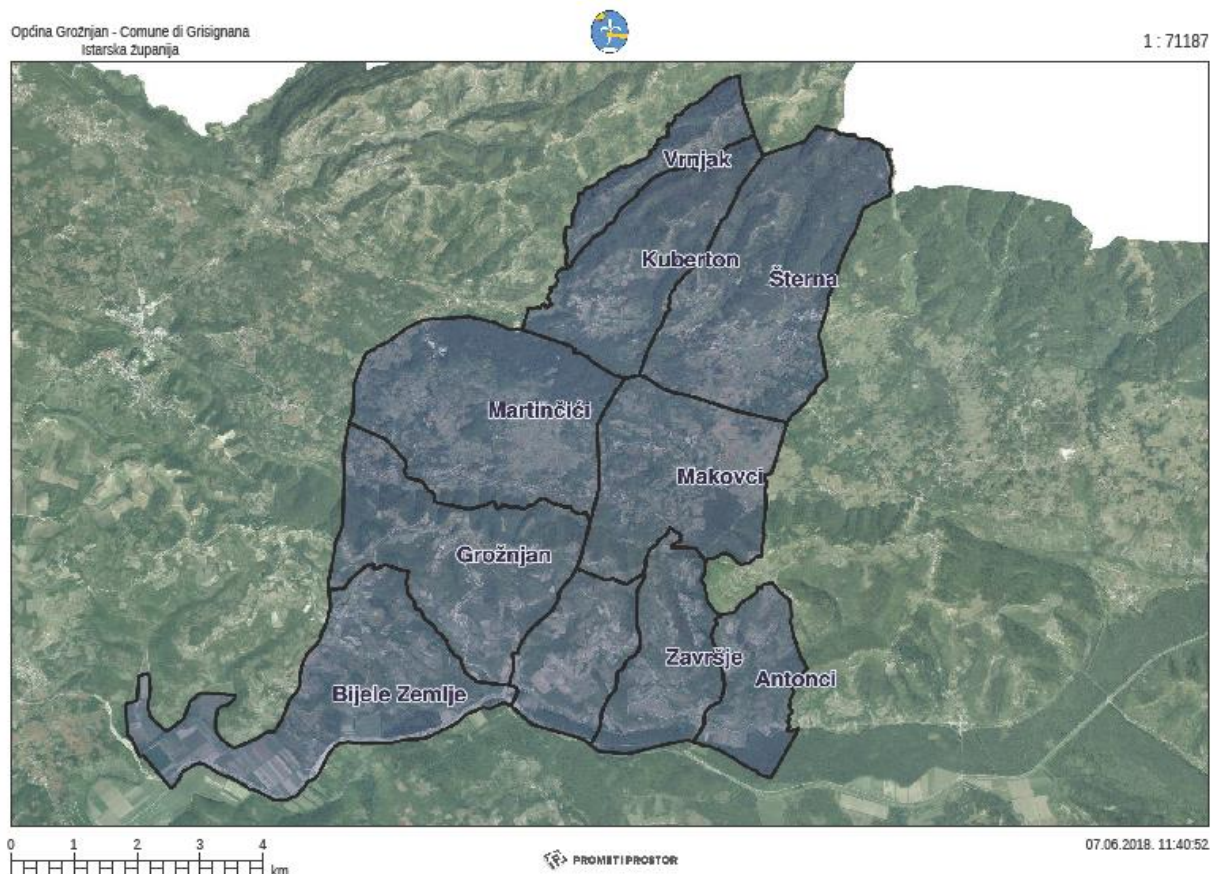 Općina Grožnjan - Comune di Grisignana
Istarska županija
1 : 71187
Vrnjak
Kuberton
Šterna
Martinčići
Makovci
Grožnjan
Završje
Antonci
Bijele Zemlje
0 1 2 3 4
km
PROMET I PROSTOR
07.06.2018. 11:40:52